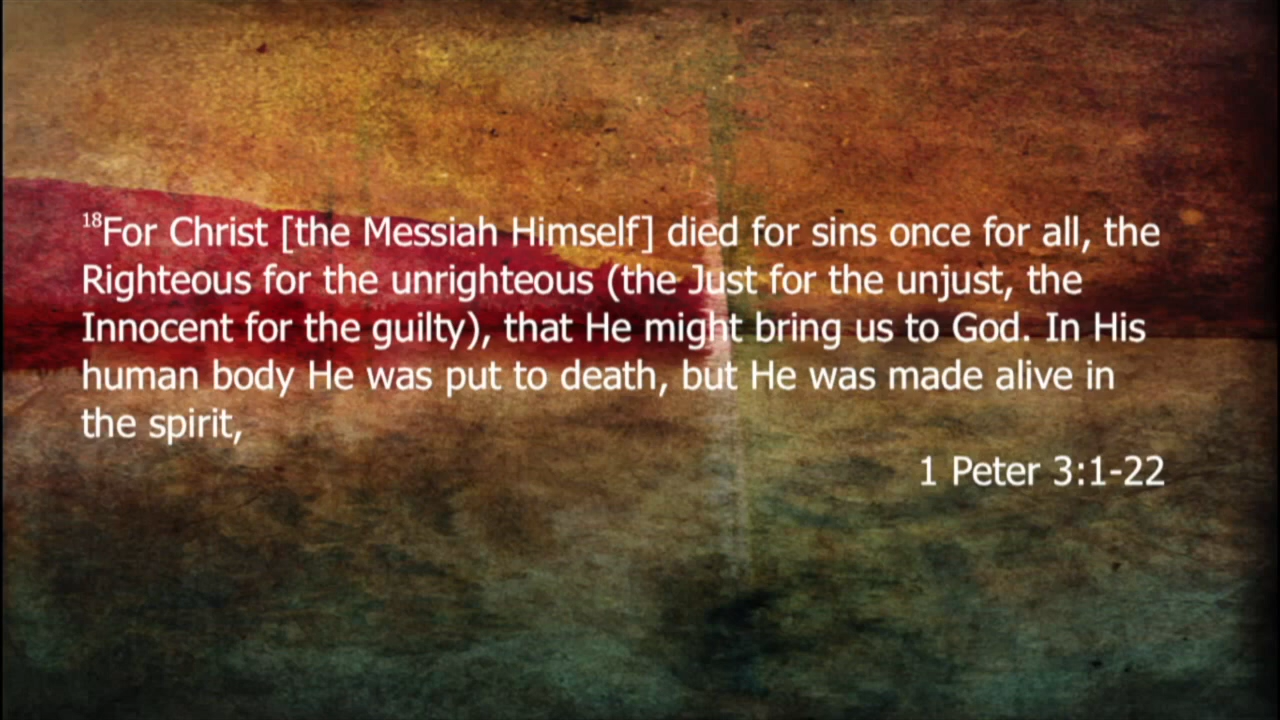 18For Christ [the Messiah Himself] died for sins once for all, the
Righteous for the unrighteous (the Just for the unjust, the
Innocent for the guilty), that He might bring us to God. In His
human body He was put to death, but He was made alive in
the spirit,
1 Peter 3:1-22